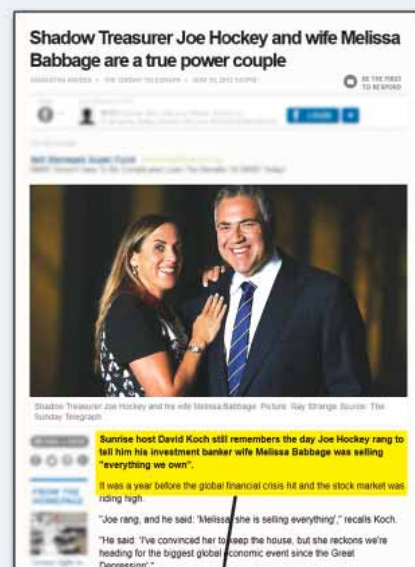 Shadow Treasurer Joe Hockey and wife Melissa
Babbage are a true power couple
THE SUNDAY TELEGRAPH
BE THE FIRST
TO RESPOND
Shadow Treasurer Joe Hockey and his wife Melissa Babbage. Picture: Source: The
Sunday Telegraph
Sunrise host David Koch still remembers the day Joe Hockey rang to
tell him his investment banker wife Melissa Babbage was selling
"everything we own".
It was a year before the global financial crisis hit and the stock market was
riding high.
"Joe rang, and he said: 'Melissa, she is selling everything'," recalls Koch.
"He said: 'I've convinced her to keep the house, but she reckons we're
heading for the biggest global economic event since the Great
Depression'."
FROM THE
HOMEPAGE